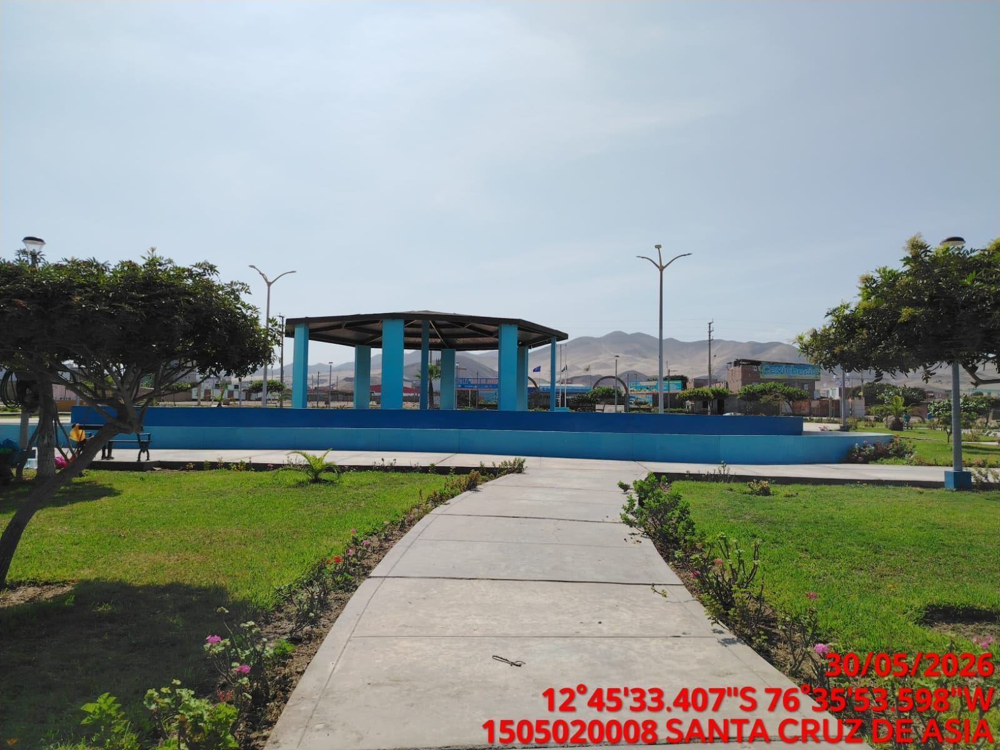 Cevicheria
30/05/2026
12°45'33.407"S 76°35'53.598"W
1505020008 SANTA CRUZ DE ASIA